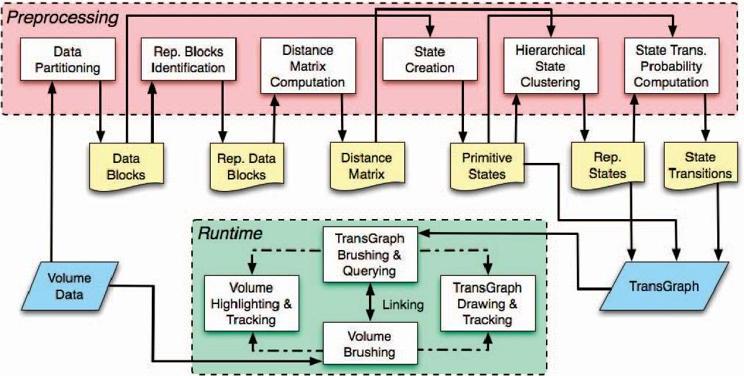 Preprocessing
Data
Partitioning
Rep. Blocks
Identification
Distance
Matrix
Computation
State
Creation
Hierarchical
State
Clustering
State Trans.
Probability
Computation
Data
Blocks
Rep. Data
Blocks
Distance
Matrix
Primitive
States
Rep.
States
State
Transitions
Runtime
TransGraph
Brushing &
Querying
Volume
Data
Volume
Highlighting &
Tracking
Linking
TransGraph
Drawing &
Tracking
TransGraph
Volume
Brushing